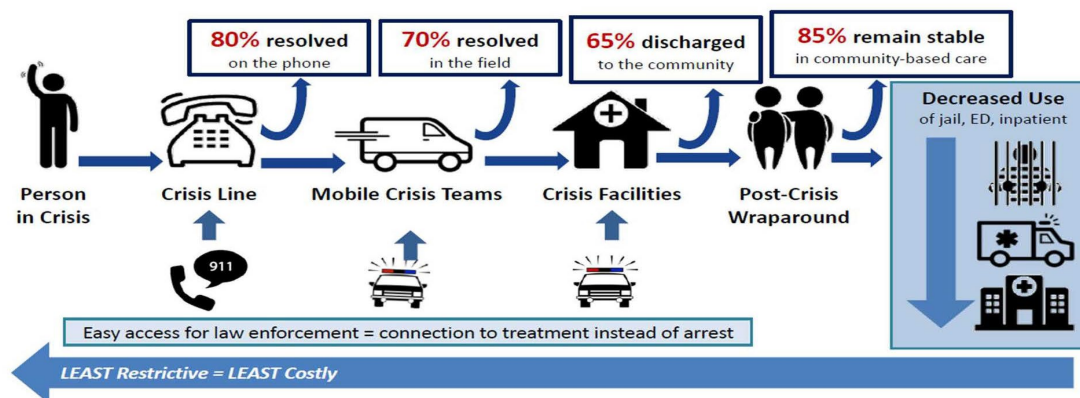 80% resolved
on the phone
70% resolved
in the field
65% discharged
to the community
85% remain stable
in community-based care
Decreased Use
of jail, ED, inpatient
Person
in Crisis
Crisis Line
Mobile Crisis Teams
Crisis Facilities
Post-Crisis
Wraparound
911
Easy access for law enforcement = connection to treatment instead of arrest
LEAST Restrictive = LEAST Costly